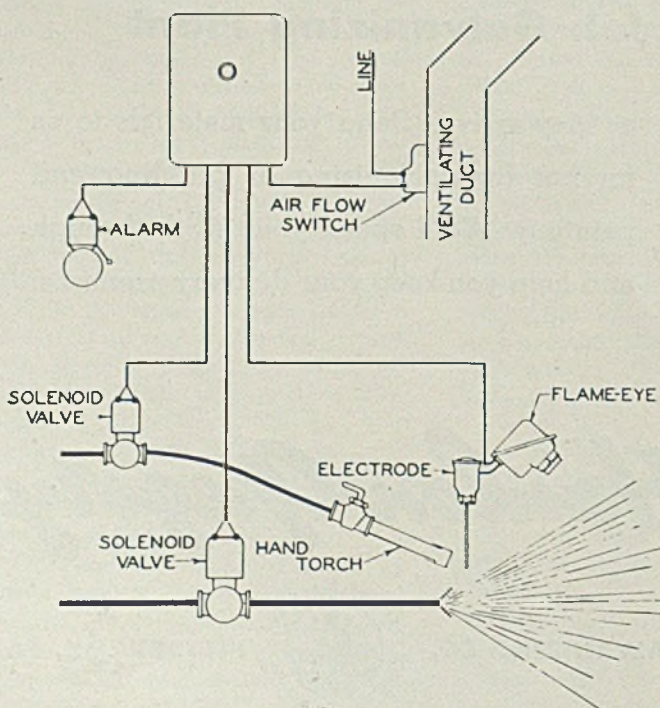 LINE
VENTILATING
DUCT
AIR FLOW
SWITCH
ALARM
SOLENOID
VALVE
FLAME-EYE
ELECTRODE
SOLENOID
VALVE
HAND
TORCH